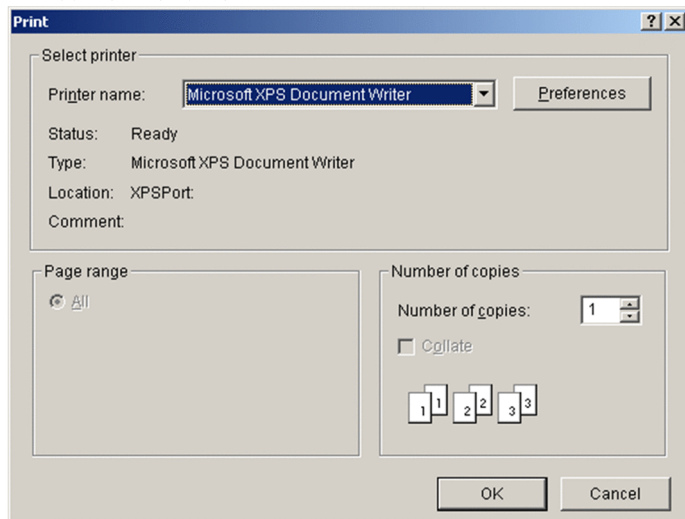 Print
Select printer
Printer name: Microsoft XPS Document Writer Preferences
Status: Ready
Type: Microsoft XPS Document Writer
Location: XPSPort:
Comment:
Page range
All
Number of copies
Number of copies: 1
Collate
1 1 2 2 3 3
OK Cancel